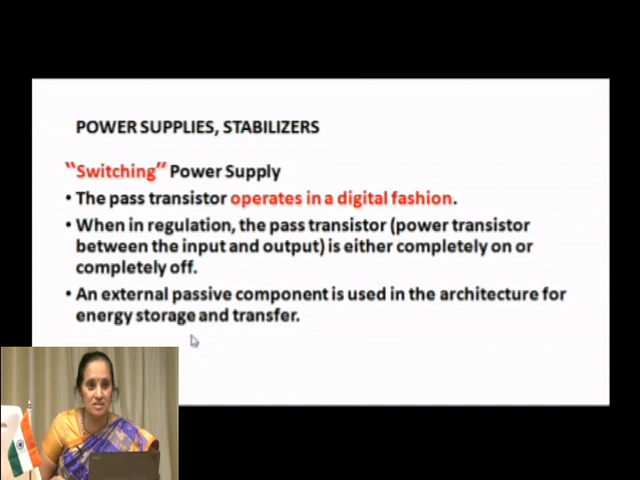 POWER SUPPLIES, STABILIZERS
“Switching” Power Supply
• The pass transistor operates in a digital fashion.
• When in regulation, the pass transistor (power transistor
between the input and output) is either completely on or
completely off.
• An external passive component is used in the architecture for
energy storage and transfer.